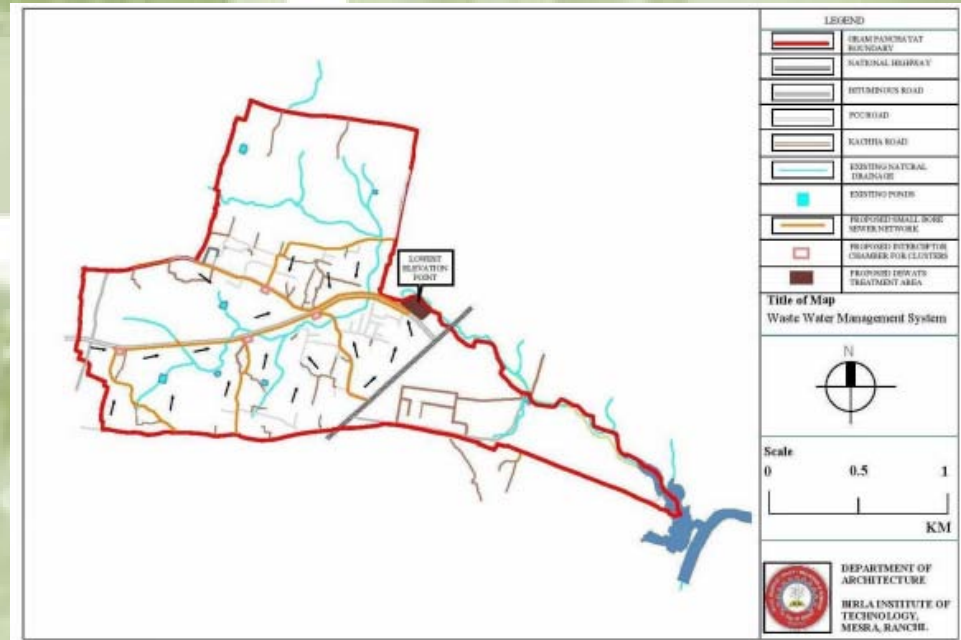 LOWEST
ELEVATION
POINT
LEGEND
GRAM PANCHAYAT
BOUNDARY
NATIONAL HIGHWAY
BITUMINOUS ROAD
PCC ROAD
KACHHA ROAD
EXISTING NATURAL
DRAINAGE
EXISTING PONDS
PROPOSED SMALL BORE
SEWER NETWORK
PROPOSED INTERCEPTOR
CHAMBER FOR CLUSTERS
PROPOSED DEWATS
TREATMENT AREA
Title of Map
Waste Water Management System
N
Scale
0 0.5 1
KM
DEPARTMENT OF
ARCHITECTURE
BIRLA INSTITUTE OF
TECHNOLOGY,
MESRA, RANCHI.